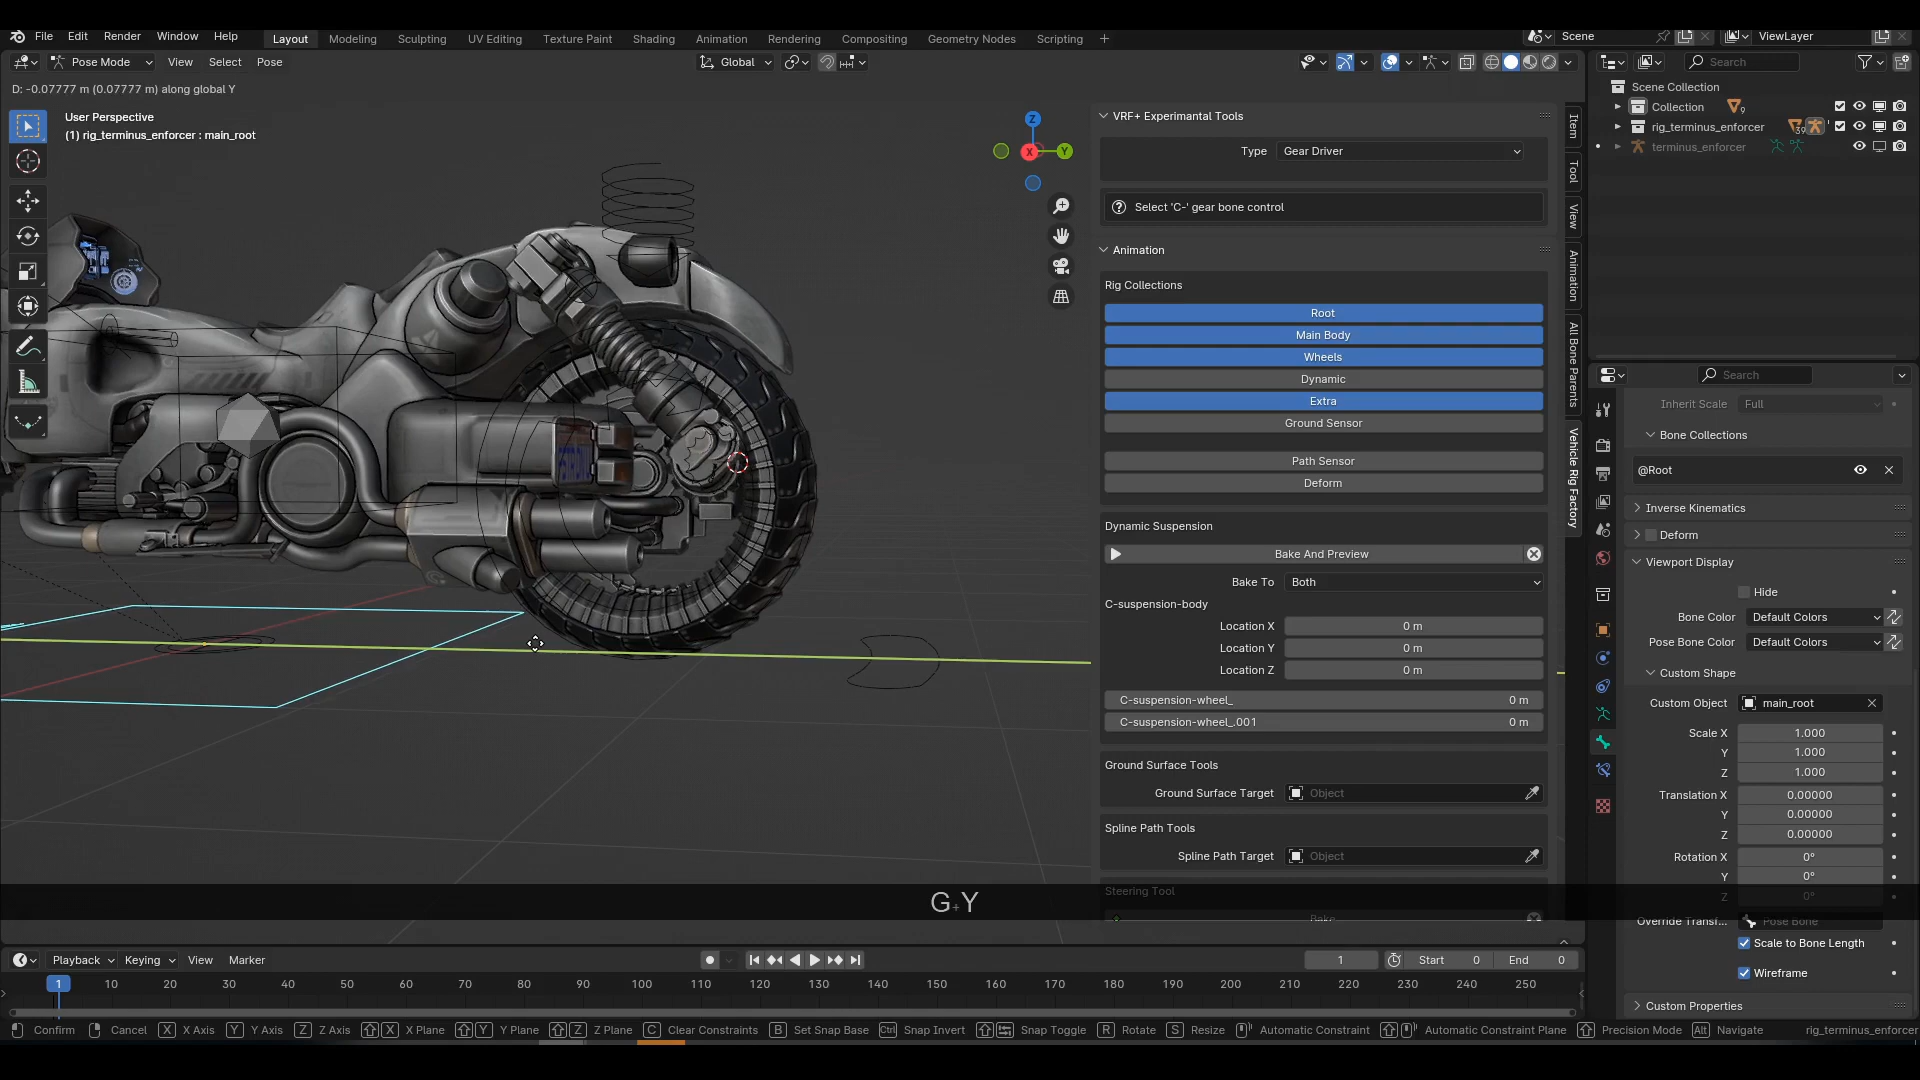 File Edit Render Window Help Layout Modeling Sculpting UV Editing Texture Paint Shading Animation Rendering Compositing Geometry Nodes Scripting + Scene ViewLayer
Pose Mode View Select Pose Global Search
D: -0.07777 m (0.07777 m) along global Y
User Perspective
(1) rig_terminus_enforcer : main_root
Z
Y
X
VRF+ Experimantal Tools
Type Gear Driver
Select 'C-' gear bone control
Animation
Rig Collections
Root
Main Body
Wheels
Dynamic
Extra
Ground Sensor
Path Sensor
Deform
Dynamic Suspension
Bake And Preview
Bake To Both
C-suspension-body
Location X 0 m
Location Y 0 m
Location Z 0 m
C-suspension-wheel_ 0 m
C-suspension-wheel_.001 0 m
Ground Surface Tools
Ground Surface Target Object
Spline Path Tools
Spline Path Target Object
Steering Tool
Bake
Item
Tool
View
Animation
All Bone Parents
Vehicle Rig Factory
Scene Collection
Collection 9
rig_terminus_enforcer 39
terminus_enforcer
Search
Inherit Scale Full
Bone Collections
@Root
Inverse Kinematics
Deform
Viewport Display
Hide
Bone Color Default Colors
Pose Bone Color Default Colors
Custom Shape
Custom Object main_root
Scale X 1.000
Y 1.000
Z 1.000
Translation X 0.00000
Y 0.00000
Z 0.00000
Rotation X 0°
Y 0°
Z 0°
Override Transf... Pose Bone
Scale to Bone Length
Wireframe
Custom Properties
G+Y
Playback Keying View Marker 1 Start 0 End 0
1 10 20 30 40 50 60 70 80 90 100 110 120 130 140 150 160 170 180 190 200 210 220 230 240 250
Confirm Cancel X X Axis Y Y Axis Z Z Axis X X Plane Y Y Plane Z Z Plane C Clear Constraints B Set Snap Base Ctrl Snap Invert Snap Toggle R Rotate S Resize Automatic Constraint Automatic Constraint Plane Precision Mode Alt Navigate rig_terminus_enforcer